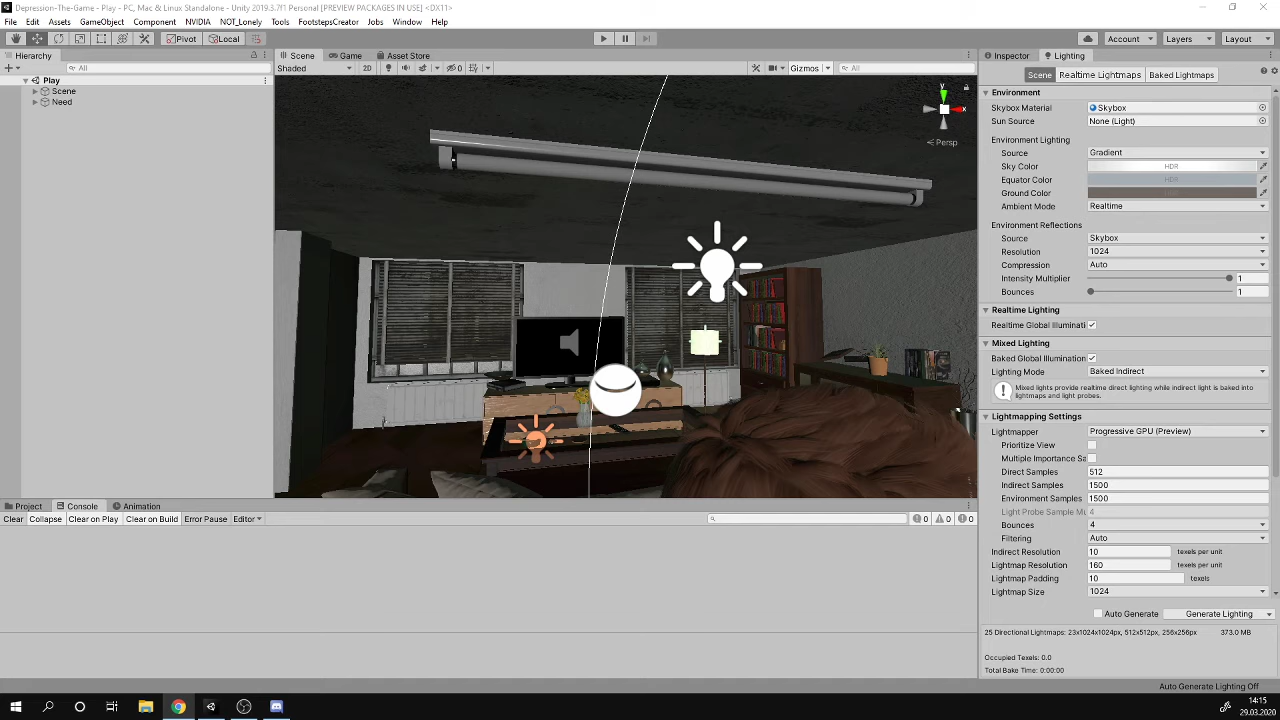 Depression-The-Game - Play - PC, Mac & Linux Standalone - Unity 2019.3.7f1 Personal [PREVIEW PACKAGES IN USE] <DX11>
File Edit Assets GameObject Component NVIDIA NOT_Lonely Tools FootstepsCreator Jobs Window Help
Pivot Local Account Layers Layout
Hierarchy Scene Game Asset Store Inspector Lighting
All Shaded 2D 0 Gizmos All
Scene Realtime Lightmaps Baked Lightmaps
Play
Scene
Need
y
x
Persp
Environment
Skybox Material Skybox
Sun Source None (Light)
Environment Lighting
Source Gradient
Sky Color HDR
Equator Color HDR
Ground Color
Ambient Mode Realtime
Environment Reflections
Source Skybox
Resolution 1024
Compression Auto
Intensity Multiplier 1
Bounces 1
Realtime Lighting
Realtime Global Illuminati
Mixed Lighting
Baked Global Illumination
Lighting Mode Baked Indirect
Mixed lights provide realtime direct lighting while indirect light is baked into
lightmaps and light probes.
Lightmapping Settings
Lightmapper Progressive GPU (Preview)
Prioritize View
Multiple Importance Sa
Direct Samples 512
Indirect Samples 1500
Environment Samples 1500
Light Probe Sample Mu 4
Bounces 4
Filtering Auto
Indirect Resolution 10 texels per unit
Lightmap Resolution 160 texels per unit
Lightmap Padding 10 texels
Lightmap Size 1024
Auto Generate Generate Lighting
25 Directional Lightmaps: 23x1024x1024px, 512x512px, 256x256px 373.0 MB
Occupied Texels: 0.0
Total Bake Time: 0:00:00
Auto Generate Lighting Off
Project Console Animation
Clear Collapse Clear on Play Clear on Build Error Pause Editor 0 0 0
14:15
29.03.2020